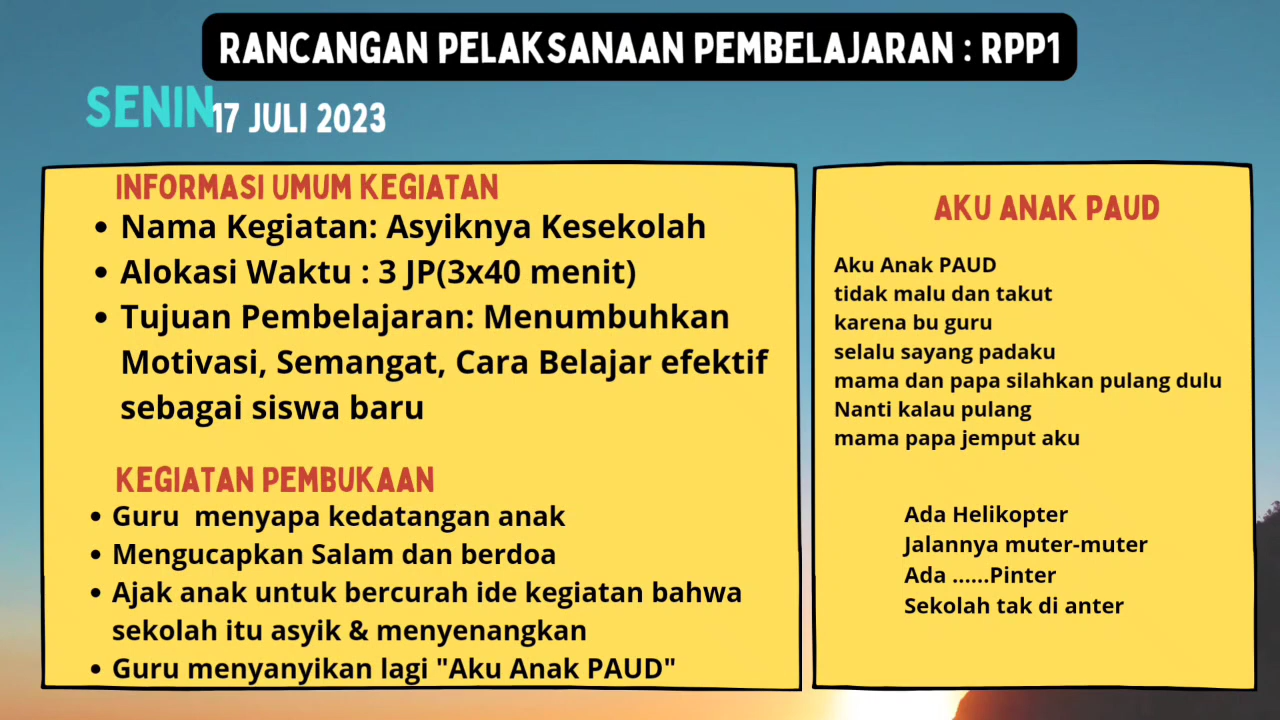 RANCANGAN PELAKSANAAN PEMBELAJARAN : RPP1
SENIN 17 JULI 2023
INFORMASI UMUM KEGIATAN
• Nama Kegiatan: Asyiknya Kesekolah
• Alokasi Waktu : 3 JP(3x40 menit)
• Tujuan Pembelajaran: Menumbuhkan
Motivasi, Semangat, Cara Belajar efektif
sebagai siswa baru
KEGIATAN PEMBUKAAN
• Guru menyapa kedatangan anak
• Mengucapkan Salam dan berdoa
• Ajak anak untuk bercurah ide kegiatan bahwa
sekolah itu asyik & menyenangkan
• Guru menyanyikan lagi "Aku Anak PAUD"
AKU ANAK PAUD
Aku Anak PAUD
tidak malu dan takut
karena bu guru
selalu sayang padaku
mama dan papa silahkan pulang dulu
Nanti kalau pulang
mama papa jemput aku
Ada Helikopter
Jalannya muter-muter
Ada ......Pinter
Sekolah tak di anter